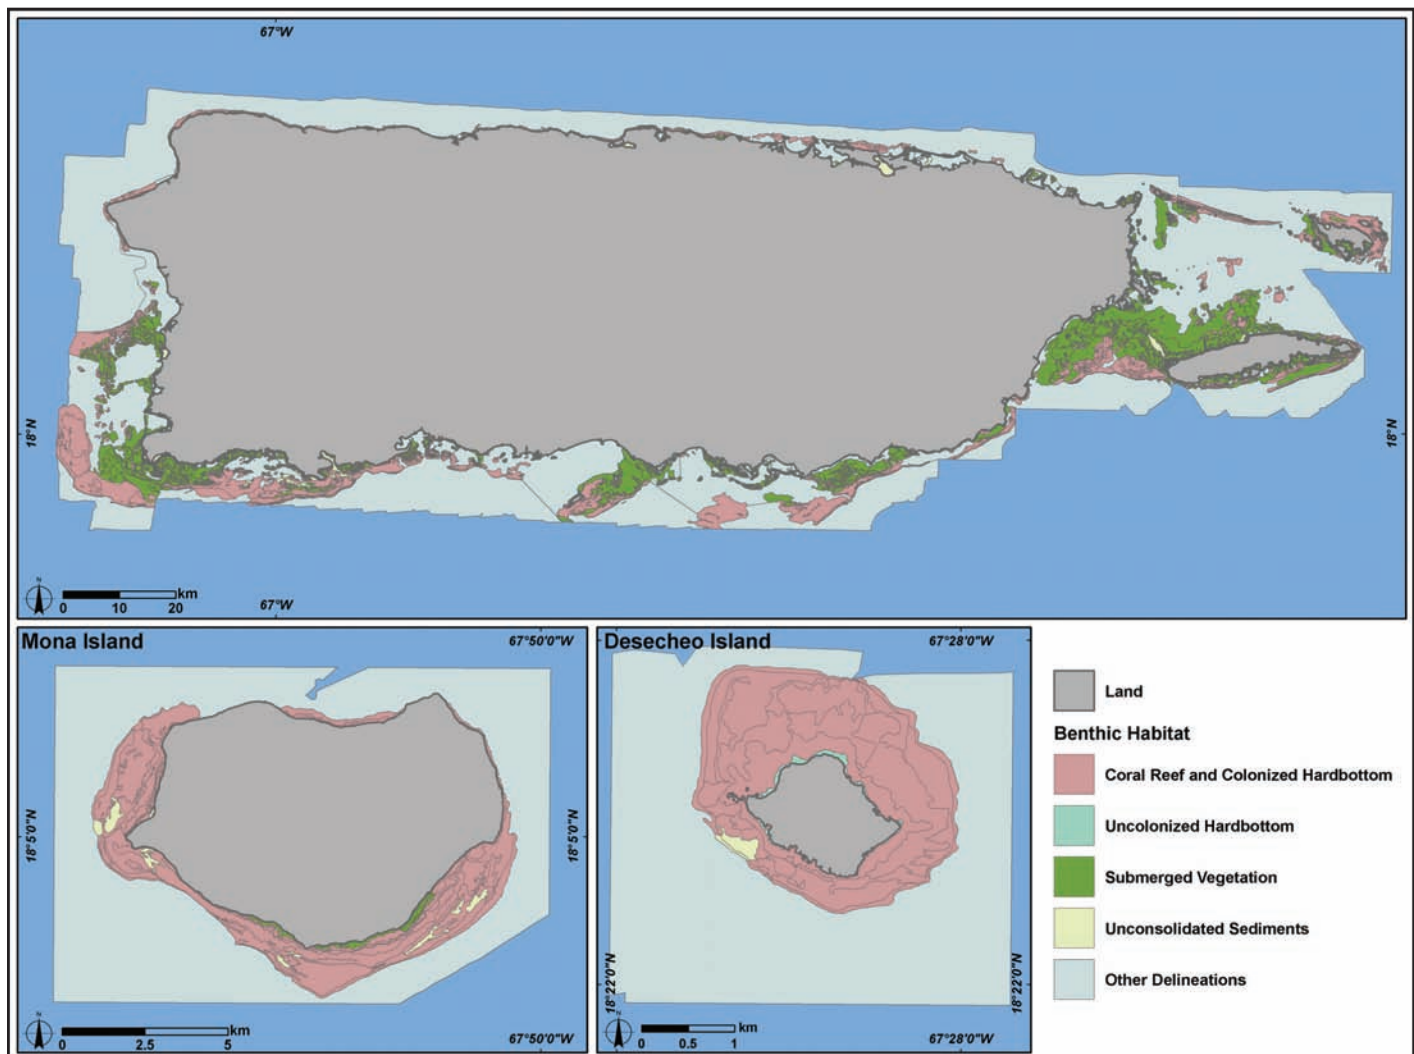 67°W
18°N
18°N
N
km
0 10 20
67°W
Mona Island
67°50'0"W
18°5'0"N
18°5'0"N
N
km
0 2.5 5
67°50'0"W
Desecheo Island
67°28'0"W
18°22'0"N
18°22'0"N
N
km
0 0.5 1
67°28'0"W
Land
Benthic Habitat
Coral Reef and Colonized Hardbottom
Uncolonized Hardbottom
Submerged Vegetation
Unconsolidated Sediments
Other Delineations